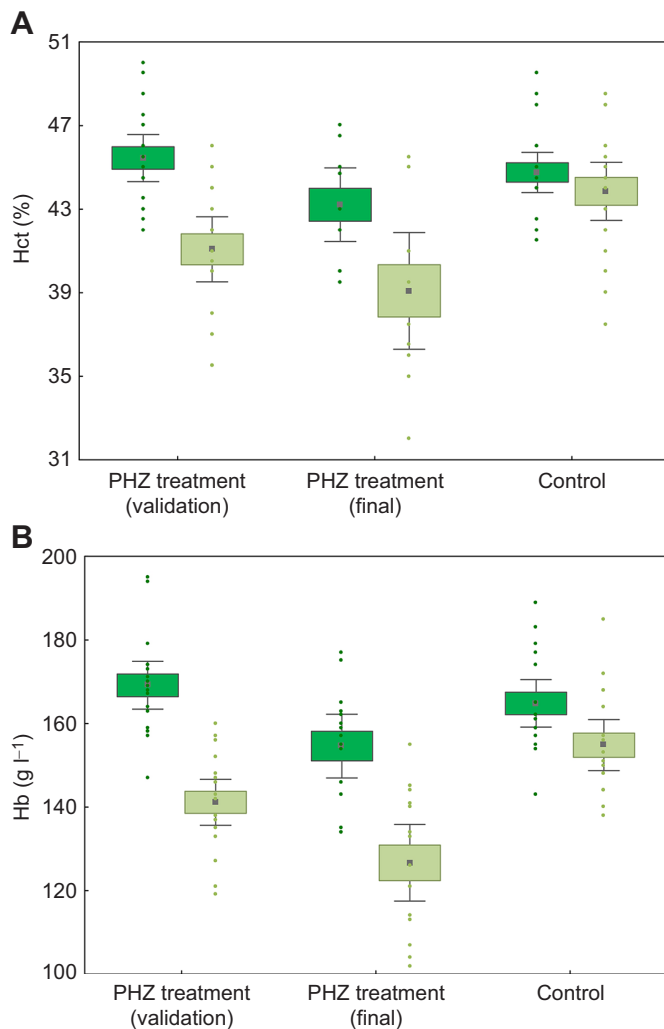 A
51
47
43
39
35
31
Hct (%)
PHZ treatment
(validation)
PHZ treatment
(final)
Control
B
200
180
160
140
120
100
Hb (g l⁻¹)
PHZ treatment
(validation)
PHZ treatment
(final)
Control